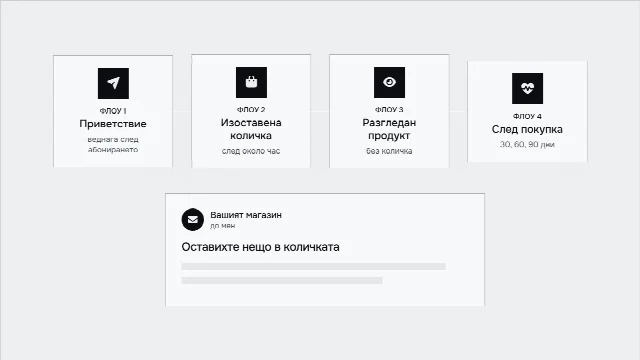 ФЛОУ 1
Приветствие
веднага след
абонирането
ФЛОУ 2
Изоставена
количка
след около час
ФЛОУ 3
Разгледан
продукт
без количка
ФЛОУ 4
След покупка
30, 60, 90 дни
Вашият магазин
до мен
Оставихте нещо в количката